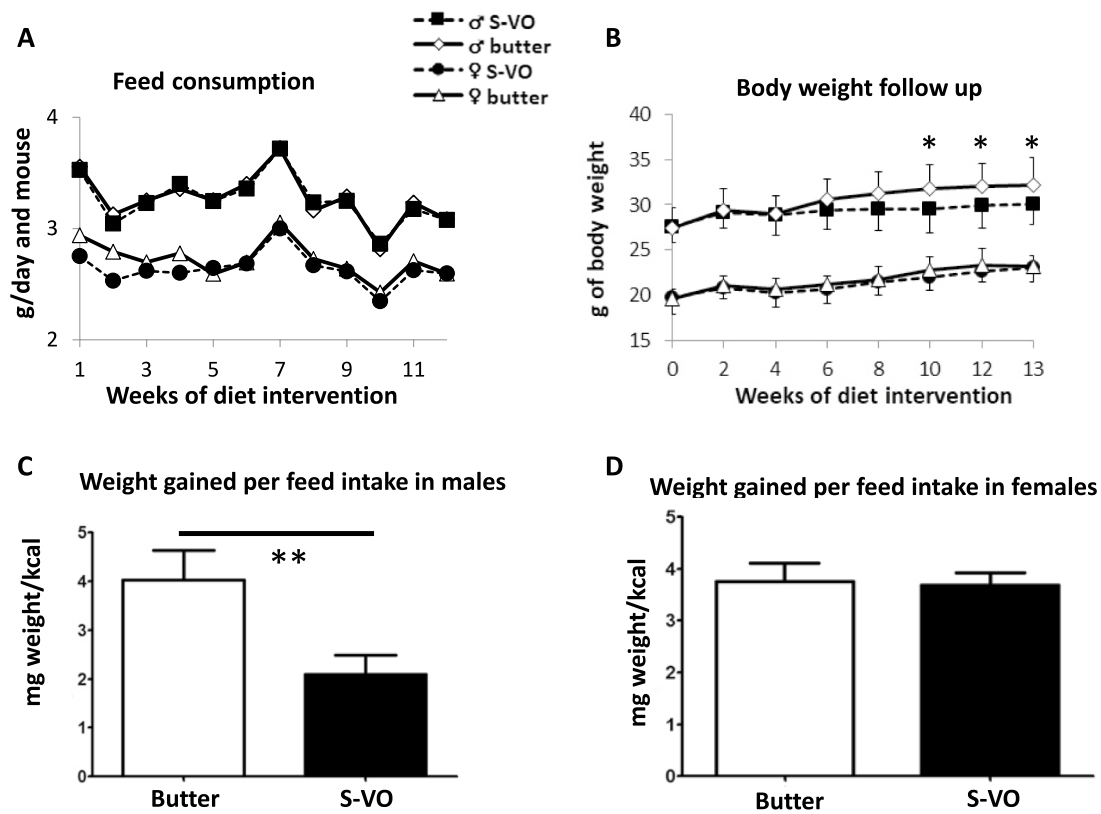 ♂ S-VO
♂ butter
♀ S-VO
♀ butter
A
Feed consumption
g/day and mouse
4
3
2
1 3 5 7 9 11
Weeks of diet intervention
B
Body weight follow up
g of body weight
40
35
30
25
20
15
* * *
0 2 4 6 8 10 12 13
Weeks of diet intervention
C
Weight gained per feed intake in males
mg weight/kcal
5
4
3
2
1
0
**
Butter S-VO
D
Weight gained per feed intake in females
mg weight/kcal
5
4
3
2
1
0
Butter S-VO